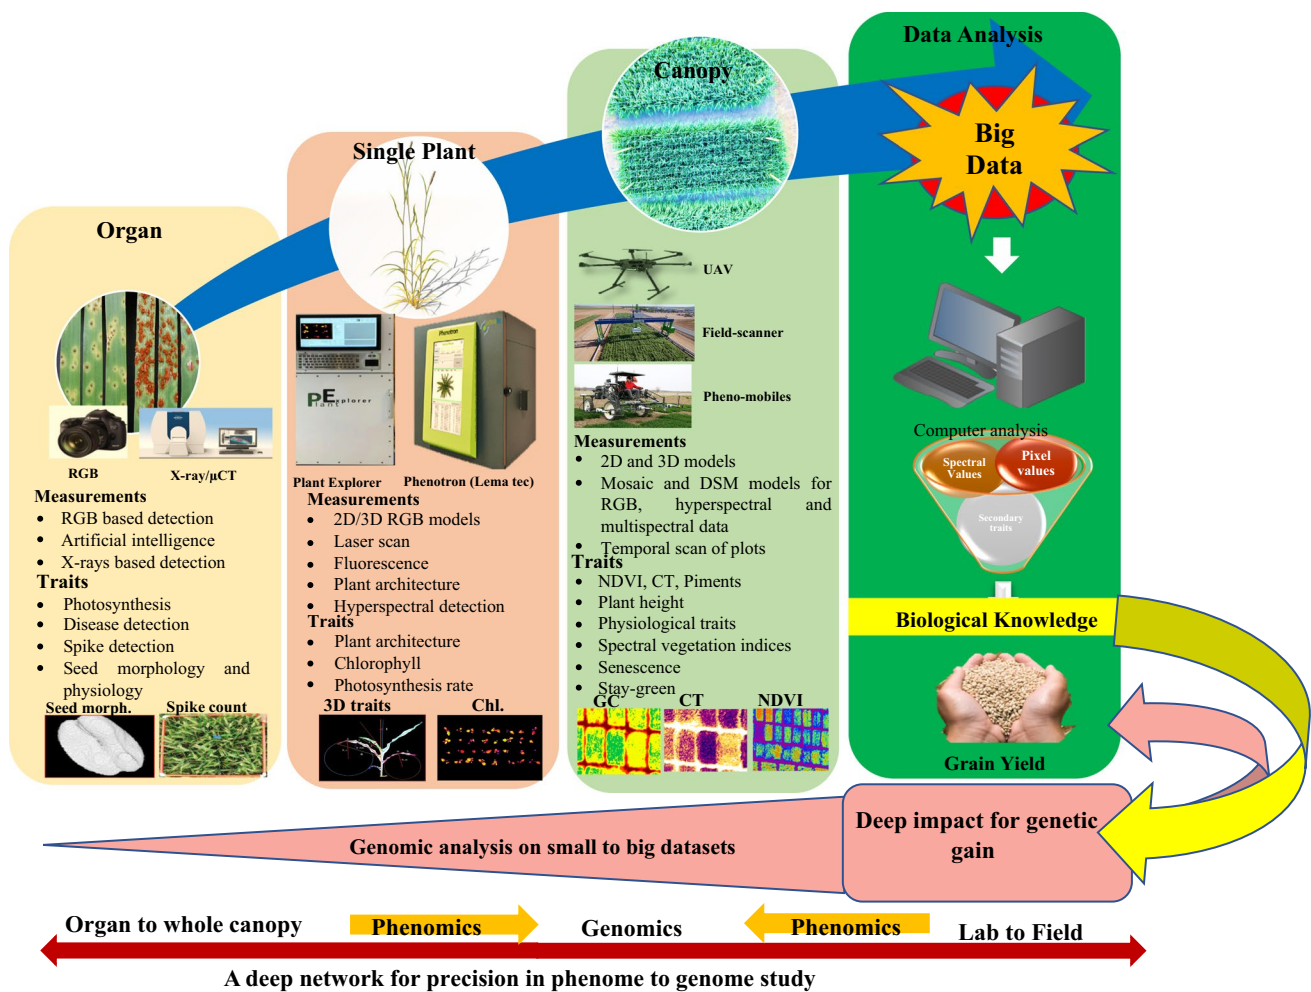 Organ
RGB
X-ray/µCT
Measurements
• RGB based detection
• Artificial intelligence
• X-rays based detection
Traits
• Photosynthesis
• Disease detection
• Spike detection
• Seed morphology and
physiology
Seed morph.
Spike count
Single Plant
Phenotron
Plant Explorer
Plant Explorer
Phenotron (Lema tec)
Measurements
• 2D/3D RGB models
• Laser scan
• Fluorescence
• Plant architecture
• Hyperspectral detection
Traits
• Plant architecture
• Chlorophyll
• Photosynthesis rate
3D traits
Chl.
Canopy
UAV
Field-scanner
Pheno-mobiles
Measurements
• 2D and 3D models
• Mosaic and DSM models for
RGB, hyperspectral and
multispectral data
• Temporal scan of plots
Traits
• NDVI, CT, Piments
• Plant height
• Physiological traits
• Spectral vegetation indices
• Senescence
• Stay-green
GC
CT
NDVI
Data Analysis
Big
Data
Computer analysis
Spectral
Values
Pixel
values
Secondary
traits
Biological Knowledge
Grain Yield
Genomic analysis on small to big datasets
Deep impact for genetic
gain
Organ to whole canopy
Phenomics
Genomics
Phenomics
Lab to Field
A deep network for precision in phenome to genome study